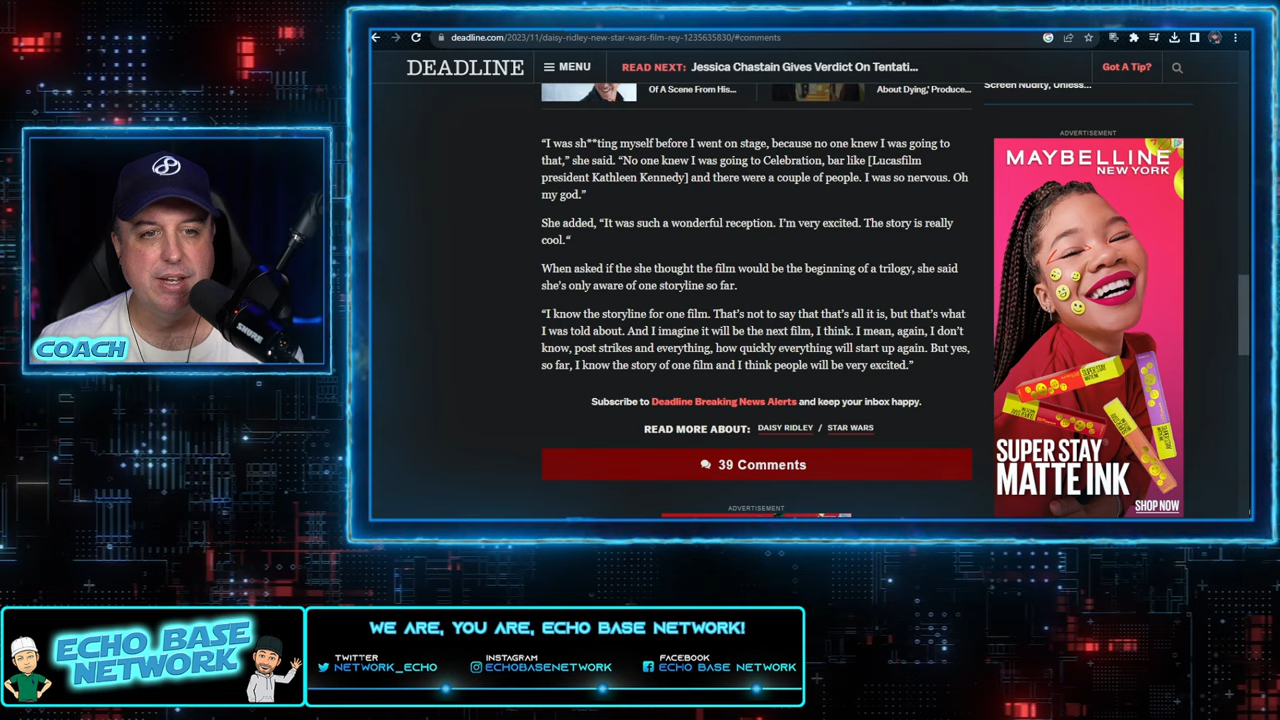 deadline.com/2023/11/daisy-ridley-new-star-wars-film-rey-1235635830/#comments
DEADLINE
MENU
READ NEXT: Jessica Chastain Gives Verdict On Tentati...
Got A Tip?
Of A Scene From His...
About Dying,' Produce...
Screen Nudity, Unless...
“I was sh**ting myself before I went on stage, because no one knew I was going to
that,” she said. “No one knew I was going to Celebration, bar like [Lucasfilm
president Kathleen Kennedy] and there were a couple of people. I was so nervous. Oh
my god.”
She added, “It was such a wonderful reception. I’m very excited. The story is really
cool.“
When asked if the she thought the film would be the beginning of a trilogy, she said
she’s only aware of one storyline so far.
“I know the storyline for one film. That’s not to say that that’s all it is, but that’s what
I was told about. And I imagine it will be the next film, I think. I mean, again, I don’t
know, post strikes and everything, how quickly everything will start up again. But yes,
so far, I know the story of one film and I think people will be very excited.”
Subscribe to Deadline Breaking News Alerts and keep your inbox happy.
READ MORE ABOUT: DAISY RIDLEY / STAR WARS
39 Comments
ADVERTISEMENT
ADVERTISEMENT
MAYBELLINE
NEW YORK
SUPER STAY
MATTE INK
SHOP NOW
COACH
SHURE
ECHO BASE
NETWORK
WE ARE, YOU ARE, ECHO BASE NETWORK!
TWITTER
NETWORK_ECHO
INSTAGRAM
ECHOBASENETWORK
FACEBOOK
ECHO BASE NETWORK